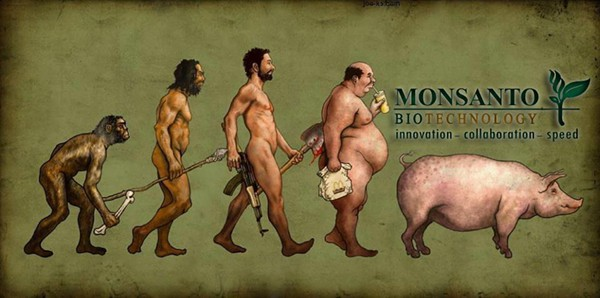 MONSANTO
BIOTECHNOLOGY
innovation - collaboration - speed